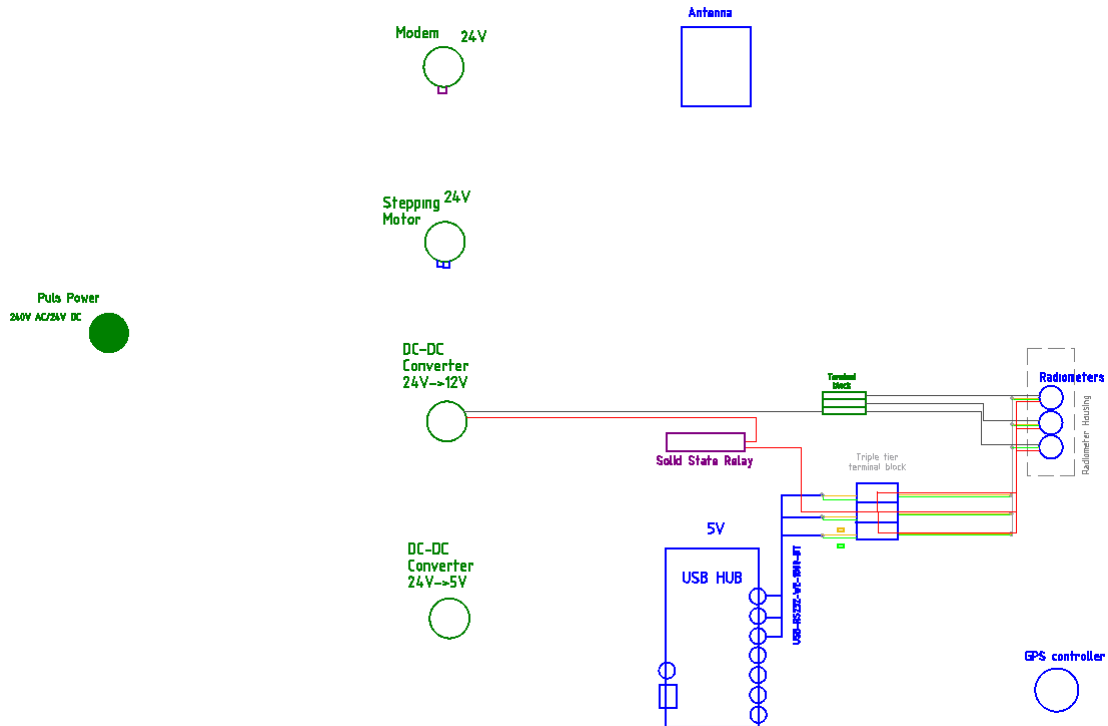 Antenna
Modem 24V
Stepping 24V
Motor
Puls Power
240V AC/24V DC
DC-DC
Converter
24V->12V
Terminal
block
Radiometers
Radiometer Housing
Solid State Relay
Triple tier
terminal block
5V
USB HUB
DC-DC
Converter
24V->5V
GPS controller